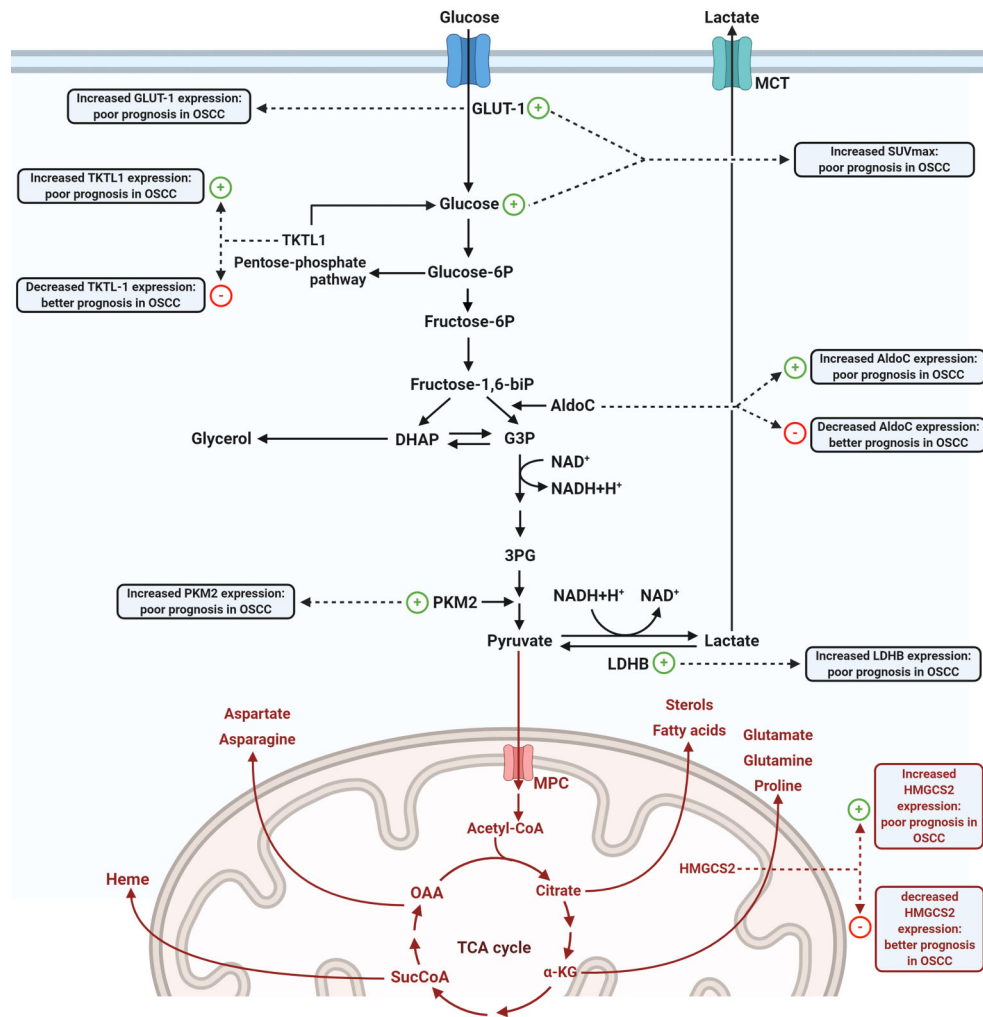 Glucose
Lactate
MCT
Increased GLUT-1 expression:
poor prognosis in OSCC
GLUT-1 +
Increased SUVmax:
poor prognosis in OSCC
Increased TKTL1 expression:
poor prognosis in OSCC
+
Glucose +
TKTL1
Pentose-phosphate
pathway
Glucose-6P
Decreased TKTL-1 expression:
better prognosis in OSCC
-
Fructose-6P
Increased AldoC expression:
poor prognosis in OSCC
+
Fructose-1,6-biP
AldoC
Decreased AldoC expression:
better prognosis in OSCC
-
Glycerol
DHAP
G3P
NAD⁺
NADH+H⁺
3PG
Increased PKM2 expression:
poor prognosis in OSCC
+ PKM2
NADH+H⁺
NAD⁺
Pyruvate
Lactate
LDHB +
Increased LDHB expression:
poor prognosis in OSCC
Aspartate
Asparagine
Sterols
Fatty acids
Glutamate
Glutamine
Proline
MPC
Acetyl-CoA
Increased
HMGCS2
expression:
poor prognosis in
OSCC
+
HMGCS2
Heme
OAA
Citrate
decreased
HMGCS2
expression:
better prognosis
in OSCC
-
TCA cycle
SucCoA
α-KG